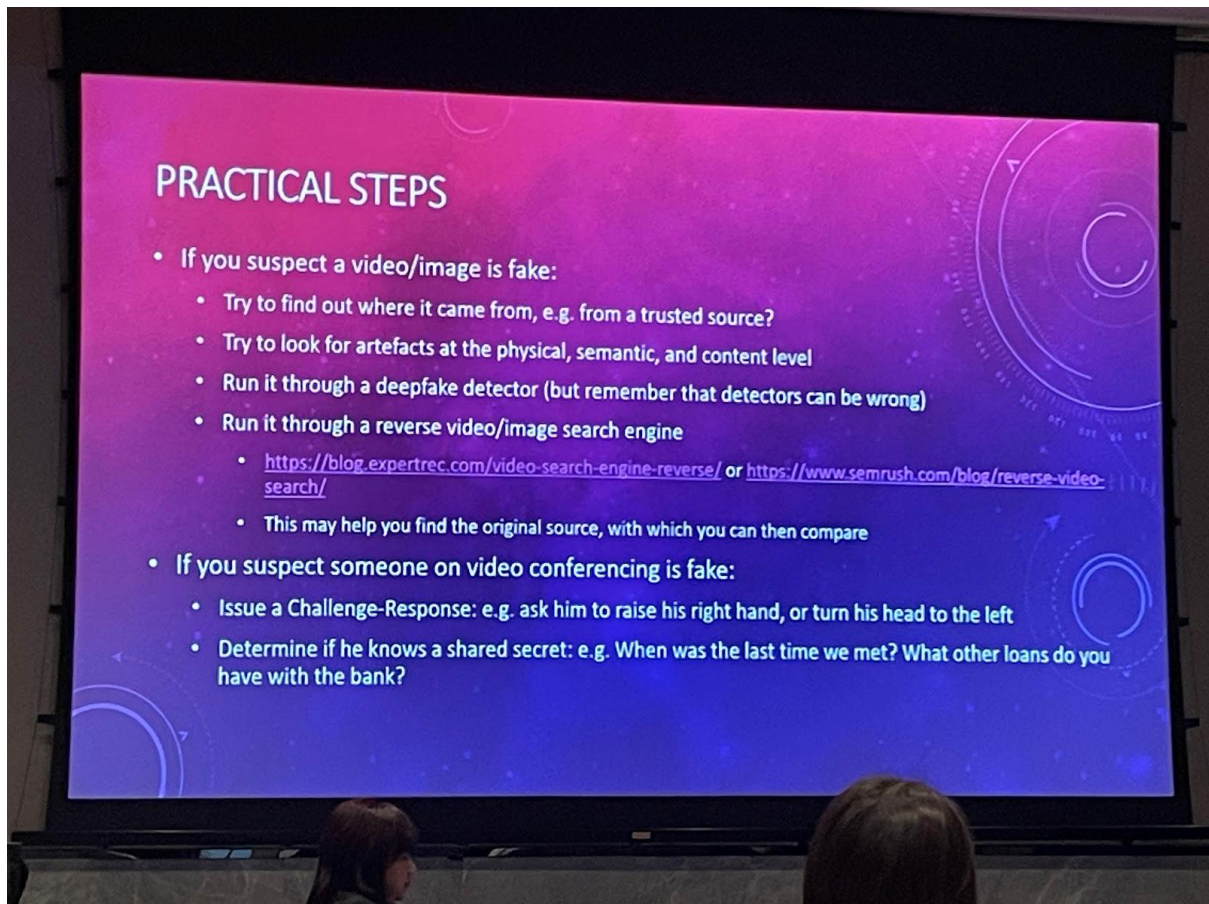 PRACTICAL STEPS
• If you suspect a video/image is fake:
• Try to find out where it came from, e.g. from a trusted source?
• Try to look for artefacts at the physical, semantic, and content level
• Run it through a deepfake detector (but remember that detectors can be wrong)
• Run it through a reverse video/image search engine
• https://blog.expertrec.com/video-search-engine-reverse/ or https://www.semrush.com/blog/reverse-video-
search/
• This may help you find the original source, with which you can then compare
• If you suspect someone on video conferencing is fake:
• Issue a Challenge-Response: e.g. ask him to raise his right hand, or turn his head to the left
• Determine if he knows a shared secret: e.g. When was the last time we met? What other loans do you
have with the bank?